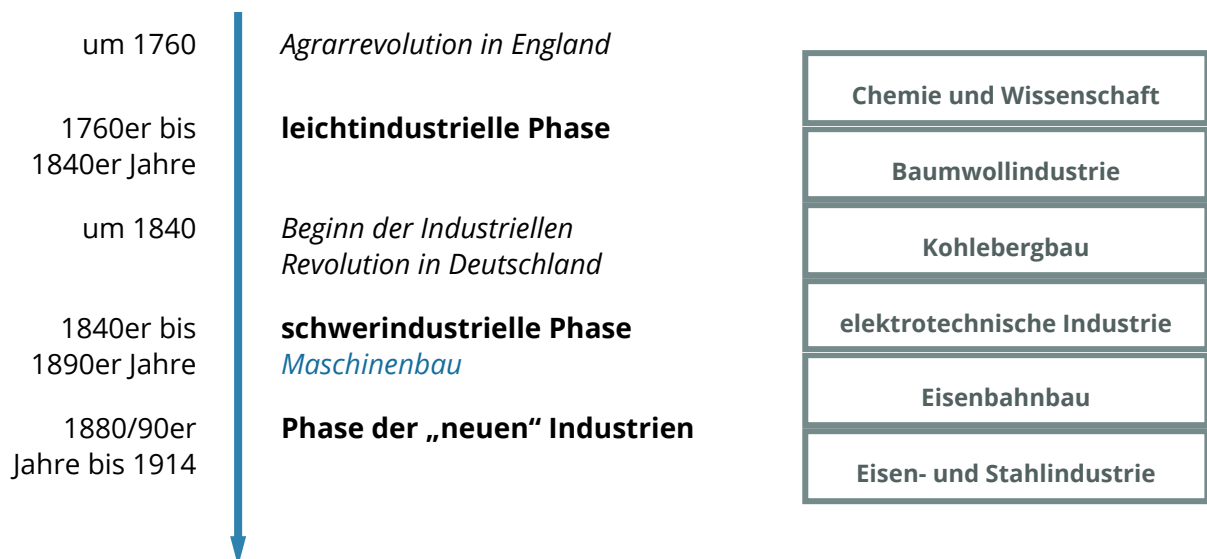 um 1760
Agrarrevolution in England
1760er bis
1840er Jahre
leichtindustrielle Phase
um 1840
Beginn der Industriellen
Revolution in Deutschland
1840er bis
1890er Jahre
schwerindustrielle Phase
Maschinenbau
1880/90er
Jahre bis 1914
Phase der „neuen“ Industrien
Chemie und Wissenschaft
Baumwollindustrie
Kohlebergbau
elektrotechnische Industrie
Eisenbahnbau
Eisen- und Stahlindustrie